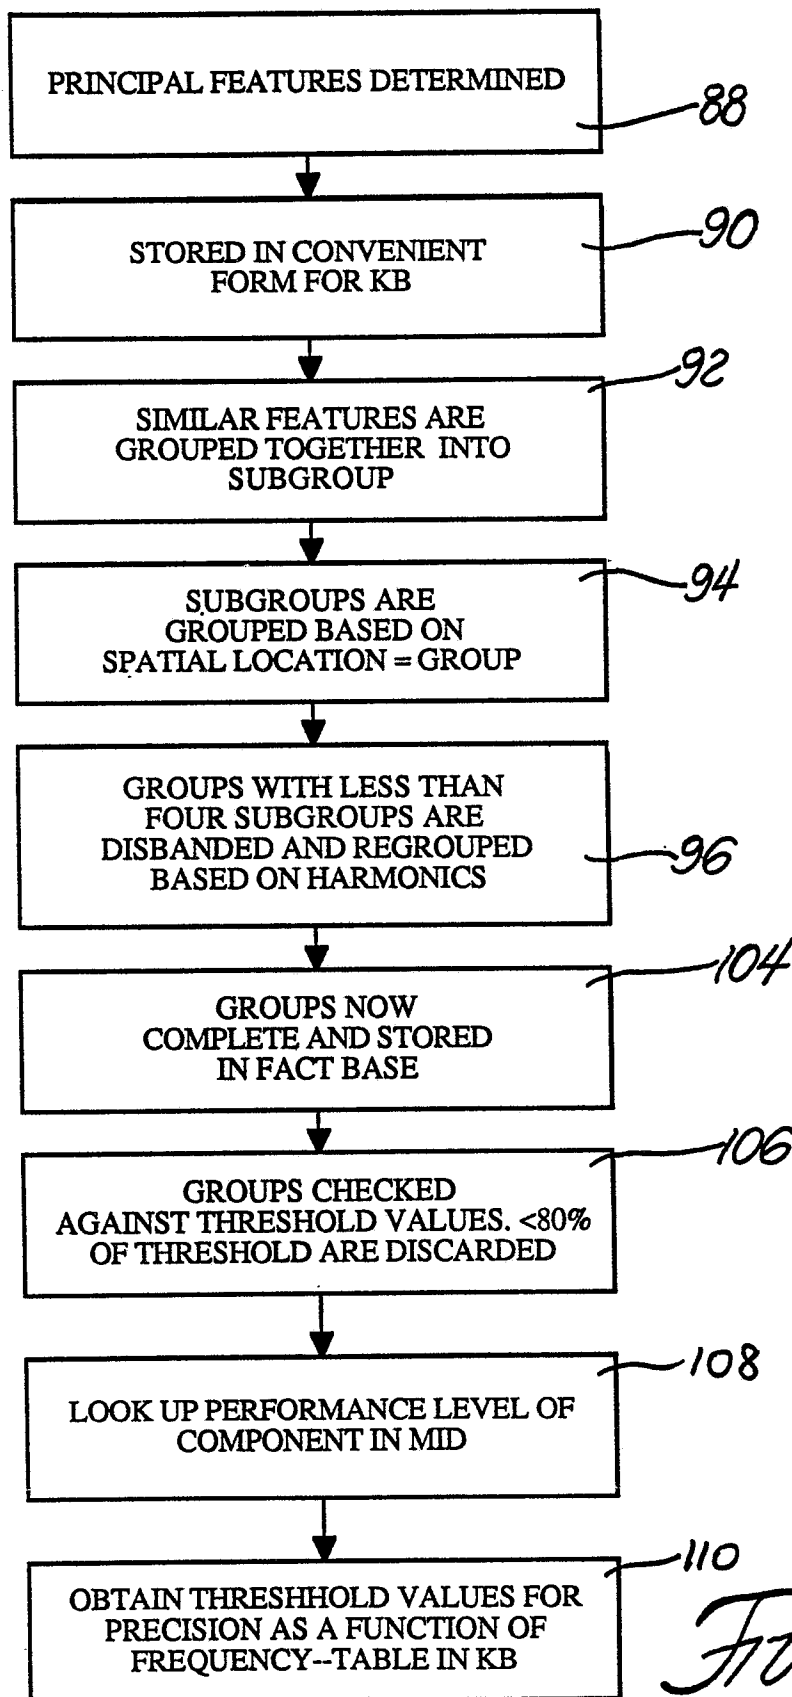 PRINCIPAL FEATURES DETERMINED
88
STORED IN CONVENIENT
FORM FOR KB
90
SIMILAR FEATURES ARE
GROUPED TOGETHER INTO
SUBGROUP
92
SUBGROUPS ARE
GROUPED BASED ON
SPATIAL LOCATION = GROUP
94
GROUPS WITH LESS THAN
FOUR SUBGROUPS ARE
DISBANDED AND REGROUPED
BASED ON HARMONICS
96
GROUPS NOW
COMPLETE AND STORED
IN FACT BASE
104
GROUPS CHECKED
AGAINST THRESHOLD VALUES. <80%
OF THRESHOLD ARE DISCARDED
106
LOOK UP PERFORMANCE LEVEL OF
COMPONENT IN MID
108
OBTAIN THRESHHOLD VALUES FOR
PRECISION AS A FUNCTION OF
FREQUENCY--TABLE IN KB
110